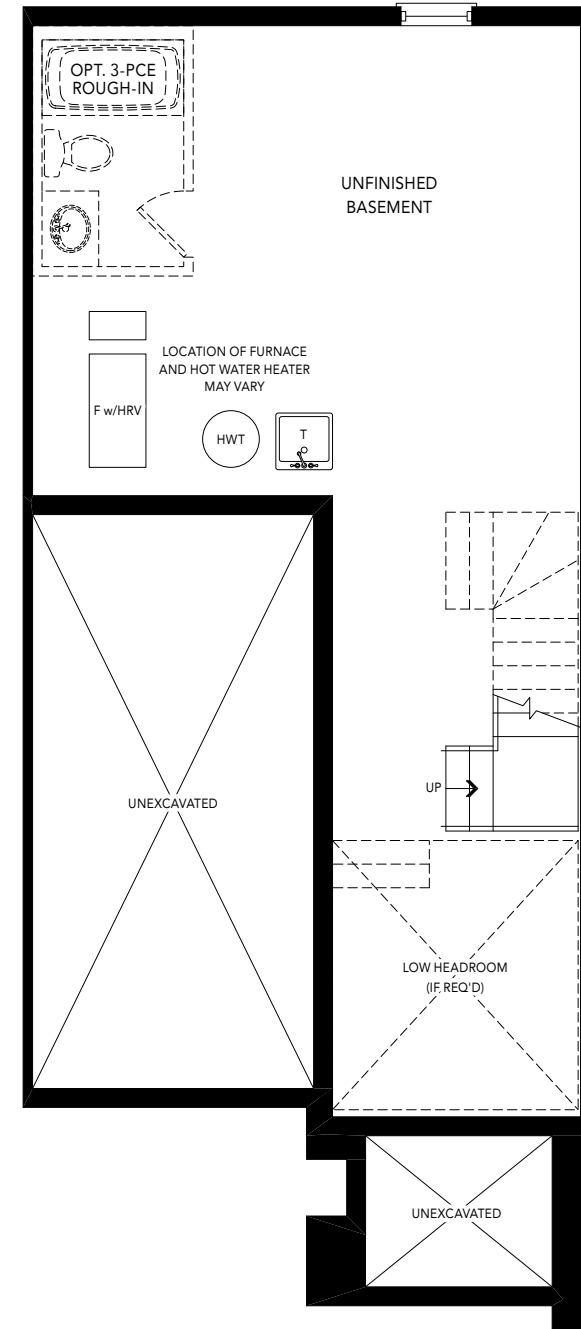 OPT. 3-PCE
ROUGH-IN
UNFINISHED
BASEMENT
LOCATION OF FURNACE
AND HOT WATER HEATER
MAY VARY
F w/HRV
HWT
T
UP
UNEXCAVATED
LOW HEADROOM
(IF REQ'D)
UNEXCAVATED